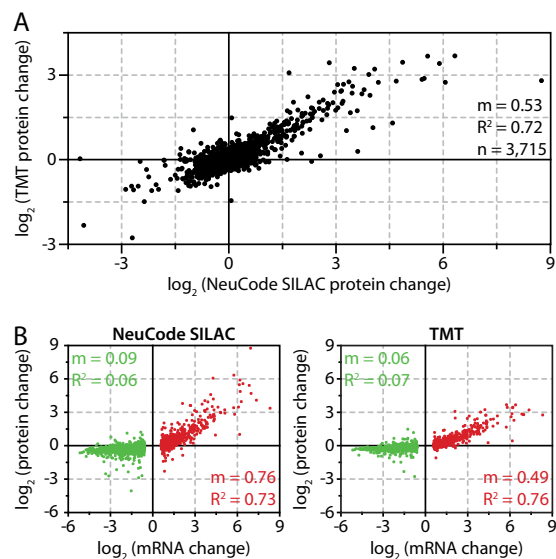 A
log₂ (TMT protein change)
3
0
-3
m = 0.53
R² = 0.72
n = 3,715
-3
0
3
6
9
log₂ (NeuCode SILAC protein change)
B
NeuCode SILAC
log₂ (protein change)
9
6
3
0
-3
-6
m = 0.09
R² = 0.06
m = 0.76
R² = 0.73
-6
-3
0
3
6
9
log₂ (mRNA change)
TMT
log₂ (protein change)
9
6
3
0
-3
-6
m = 0.06
R² = 0.07
m = 0.49
R² = 0.76
-6
-3
0
3
6
9
log₂ (mRNA change)